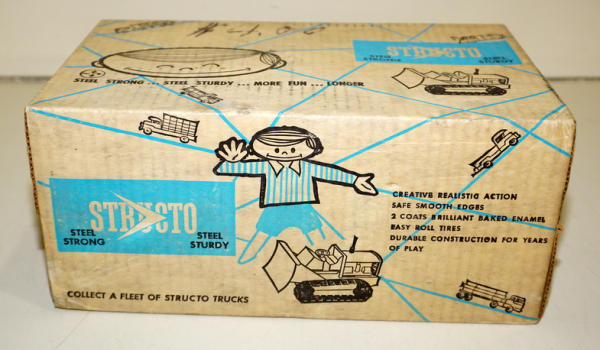 STRUCTO
STEEL STRONG
STEEL STURDY
STEEL STRONG ... STEEL STURDY ... MORE FUN ... LONGER
STRUCTO
STEEL STRONG
STEEL STURDY
CREATIVE REALISTIC ACTION
SAFE SMOOTH EDGES
2 COATS BRILLIANT BAKED ENAMEL
EASY ROLL TIRES
DURABLE CONSTRUCTION FOR YEARS
OF PLAY
COLLECT A FLEET OF STRUCTO TRUCKS